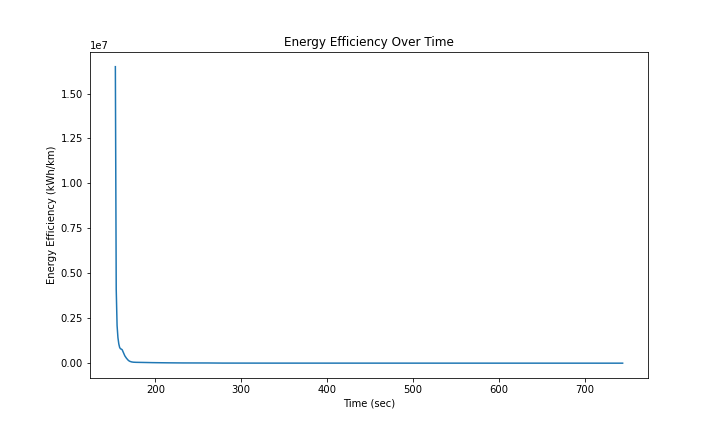 Energy Efficiency Over Time
1e7
1.50
1.25
1.00
0.75
0.50
0.25
0.00
Energy Efficiency (kWh/km)
200 300 400 500 600 700
Time (sec)